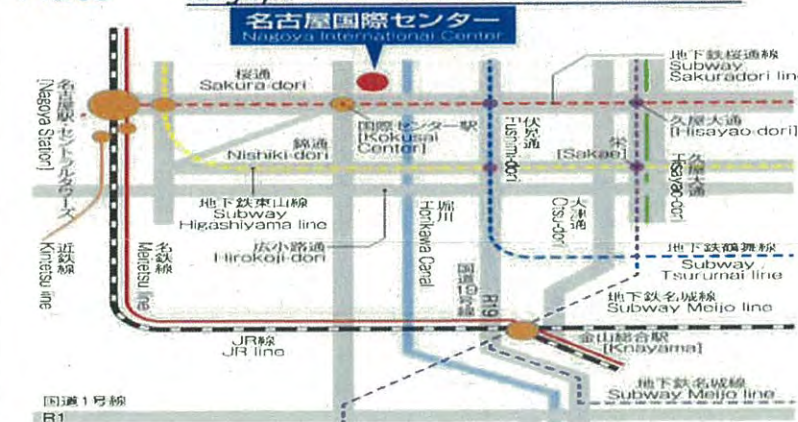 名古屋国際センター
Nagoya International Center
地下鉄桜通線
Subway
Sakuradori line
桜通
Sakura-dori
名古屋駅・セントラルタワーズ
[Nagoya Station]
国際センター駅
[Kokusai
Center]
伏見通
Fushimi-dori
久屋大通
[Hisayao-dori]
錦通
Nishiki-dori
栄
[Sakae]
久屋大通
Hisayao-dori
地下鉄東山線
Subway
Higashiyama line
堀川
Horikawa Canal
大津通
Otsu-dori
近鉄線
Kintetsu line
名鉄線
Meitetsu line
広小路通
Hirokoji-dori
地下鉄鶴舞線
Subway
Tsurumai line
国道19号線
R19
地下鉄名城線
Subway Meijo line
JR線
JR line
金山総合駅
[Knayama]
地下鉄名城線
Subway Meijo line
国道1号線
R1